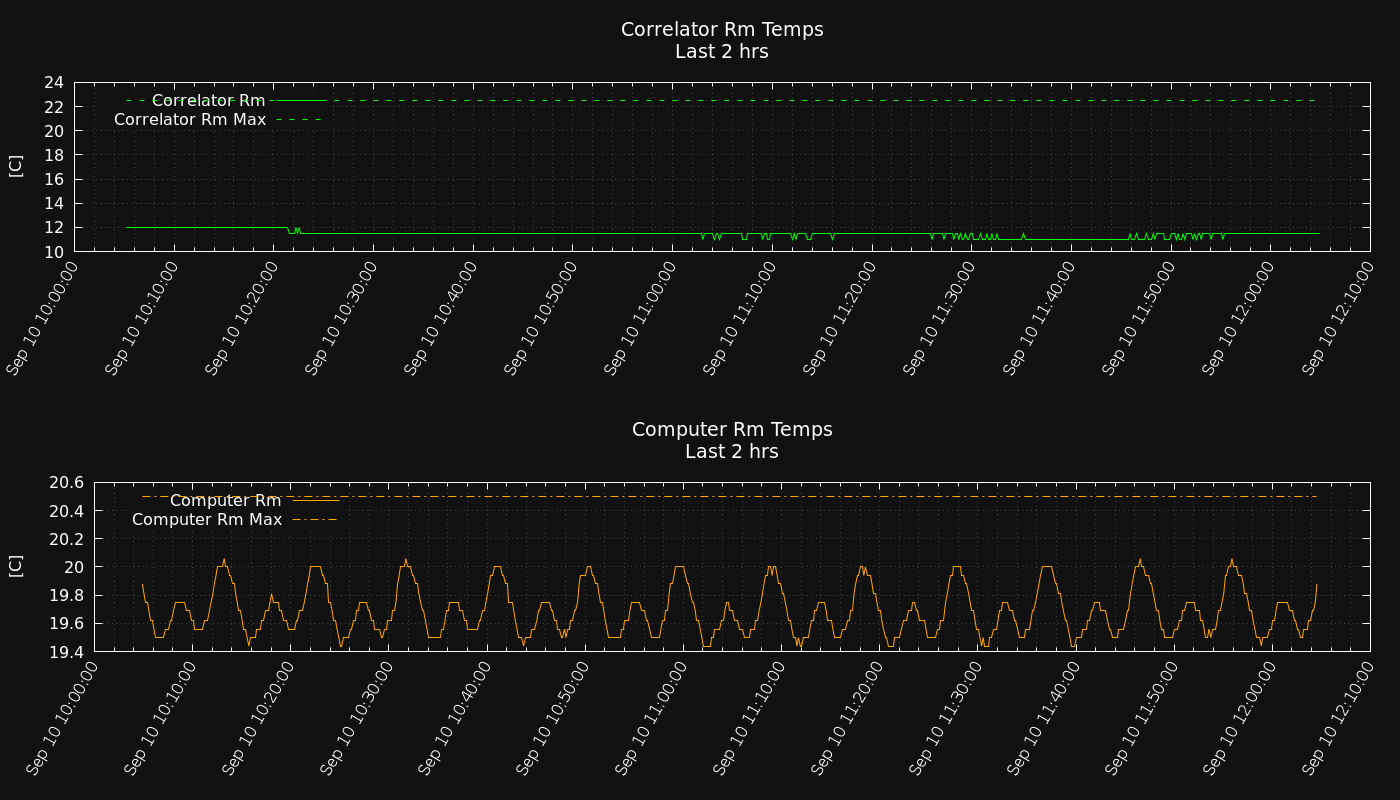 Correlator Rm Temps
Last 2 hrs
24
22
20
18
16
14
12
10
[C]
Correlator Rm
Correlator Rm Max
Sep 10 10:00:00
Sep 10 10:10:00
Sep 10 10:20:00
Sep 10 10:30:00
Sep 10 10:40:00
Sep 10 10:50:00
Sep 10 11:00:00
Sep 10 11:10:00
Sep 10 11:20:00
Sep 10 11:30:00
Sep 10 11:40:00
Sep 10 11:50:00
Sep 10 12:00:00
Sep 10 12:10:00
Computer Rm Temps
Last 2 hrs
20.6
20.4
20.2
20
19.8
19.6
19.4
[C]
Computer Rm
Computer Rm Max
Sep 10 10:00:00
Sep 10 10:10:00
Sep 10 10:20:00
Sep 10 10:30:00
Sep 10 10:40:00
Sep 10 10:50:00
Sep 10 11:00:00
Sep 10 11:10:00
Sep 10 11:20:00
Sep 10 11:30:00
Sep 10 11:40:00
Sep 10 11:50:00
Sep 10 12:00:00
Sep 10 12:10:00